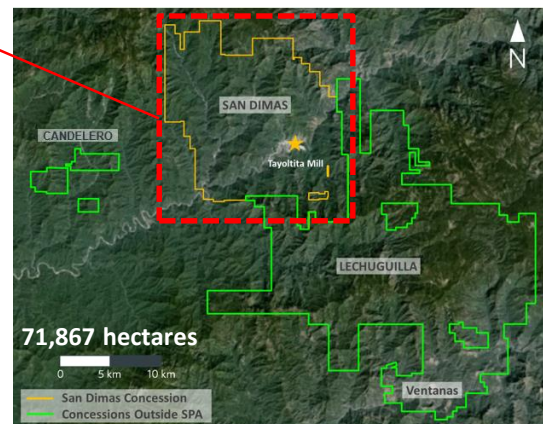 N
SAN DIMAS
CANDELERO
Tayoltita Mill
LECHUGUILLA
71,867 hectares
0 5 km 10 km
Ventanas
San Dimas Concession
Concessions Outside SPA